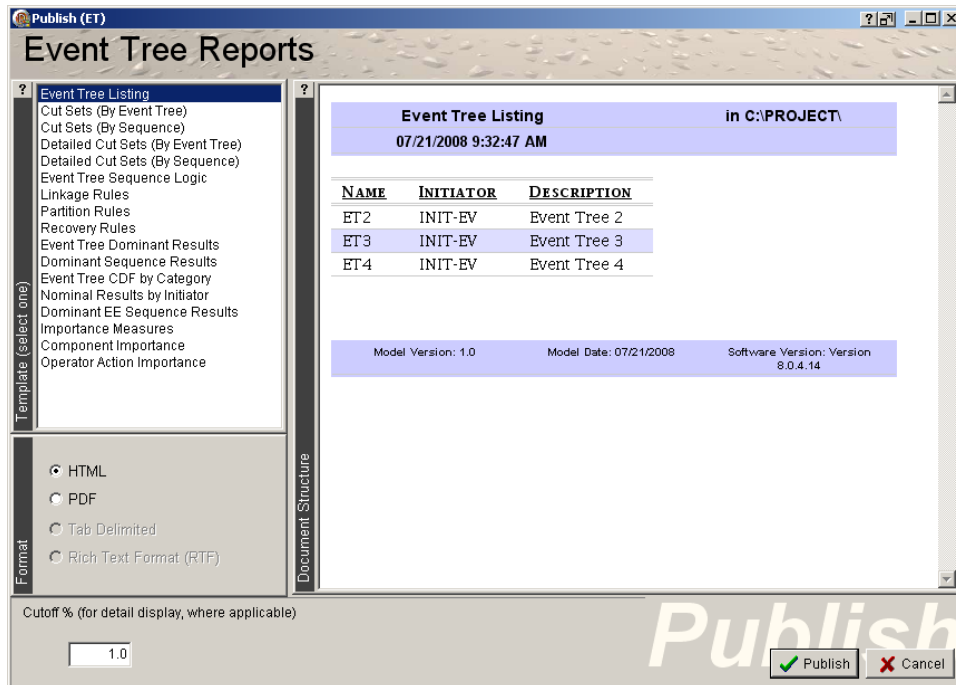 Publish (ET)
Event Tree Reports
?
Event Tree Listing
Cut Sets (By Event Tree)
Cut Sets (By Sequence)
Detailed Cut Sets (By Event Tree)
Detailed Cut Sets (By Sequence)
Event Tree Sequence Logic
Linkage Rules
Partition Rules
Recovery Rules
Event Tree Dominant Results
Dominant Sequence Results
Event Tree CDF by Category
Nominal Results by Initiator
Dominant EE Sequence Results
Importance Measures
Component Importance
Operator Action Importance
Template (select one)
HTML
PDF
Tab Delimited
Rich Text Format (RTF)
Format
?
Document Structure
Event Tree Listing in C:\PROJECT\
07/21/2008 9:32:47 AM
NAME INITIATOR DESCRIPTION
ET2 INIT-EV Event Tree 2
ET3 INIT-EV Event Tree 3
ET4 INIT-EV Event Tree 4
Model Version: 1.0 Model Date: 07/21/2008 Software Version: Version
8.0.4.14
Cutoff % (for detail display, where applicable)
1.0
Publish
Publish Cancel